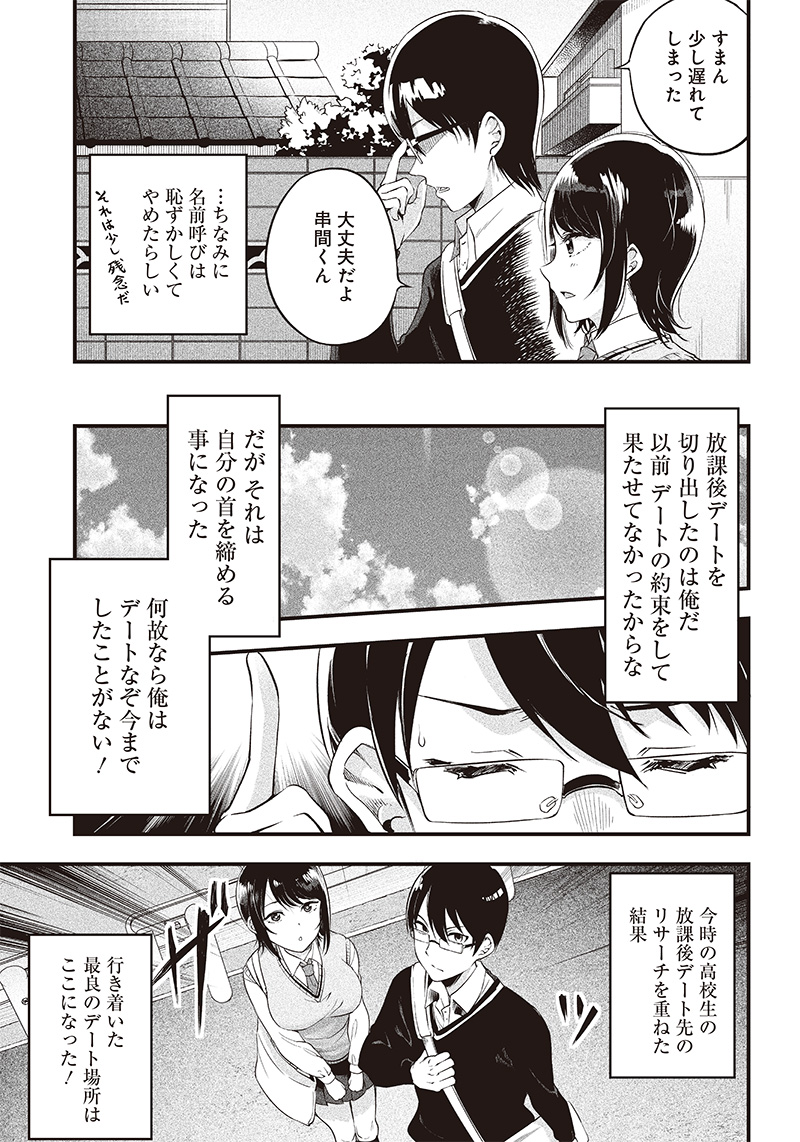 すまん
少し遅れて
しまった
大丈夫だよ
串間くん
…ちなみに
名前呼びは
恥ずかしくて
やめたらしい
それは少し残念だ
放課後デートを
切り出したのは俺だ
以前 デートの約束をして
果たせてなかったからな
だが それは
自分の首を締める
事になった
何故なら俺は
デートなぞ今まで
したことがない！
今時の高校生の
放課後デート先の
リサーチを重ねた
結果
ザッ
行き着いた
最良のデート場所は
ここになった！